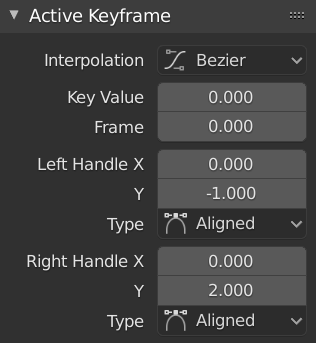 Active Keyframe
Interpolation Bezier
Key Value 0.000
Frame 0.000
Left Handle X 0.000
Y -1.000
Type Aligned
Right Handle X 0.000
Y 2.000
Type Aligned